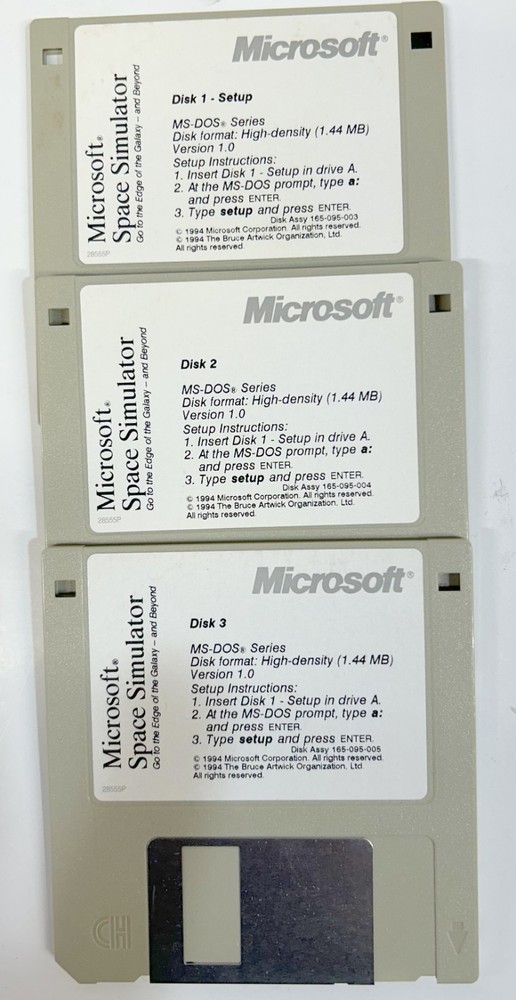 Microsoft®
Microsoft®
Space Simulator
Go to the Edge of the Galaxy – and Beyond
Disk 1 - Setup
MS-DOS® Series
Disk format: High-density (1.44 MB)
Version 1.0
Setup Instructions:
1. Insert Disk 1 - Setup in drive A.
2. At the MS-DOS prompt, type a:
and press ENTER.
3. Type setup and press ENTER.
Disk Assy 165-095-003
© 1994 Microsoft Corporation. All rights reserved.
© 1994 The Bruce Artwick Organization, Ltd.
All rights reserved.
28555P
Microsoft®
Microsoft®
Space Simulator
Go to the Edge of the Galaxy – and Beyond
Disk 2
MS-DOS® Series
Disk format: High-density (1.44 MB)
Version 1.0
Setup Instructions:
1. Insert Disk 1 - Setup in drive A.
2. At the MS-DOS prompt, type a:
and press ENTER.
3. Type setup and press ENTER.
Disk Assy 165-095-004
© 1994 Microsoft Corporation. All rights reserved.
© 1994 The Bruce Artwick Organization, Ltd.
All rights reserved.
28555P
Microsoft®
Microsoft®
Space Simulator
Go to the Edge of the Galaxy – and Beyond
Disk 3
MS-DOS® Series
Disk format: High-density (1.44 MB)
Version 1.0
Setup Instructions:
1. Insert Disk 1 - Setup in drive A.
2. At the MS-DOS prompt, type a:
and press ENTER.
3. Type setup and press ENTER.
Disk Assy 165-095-005
© 1994 Microsoft Corporation. All rights reserved.
© 1994 The Bruce Artwick Organization, Ltd.
All rights reserved.
28555P